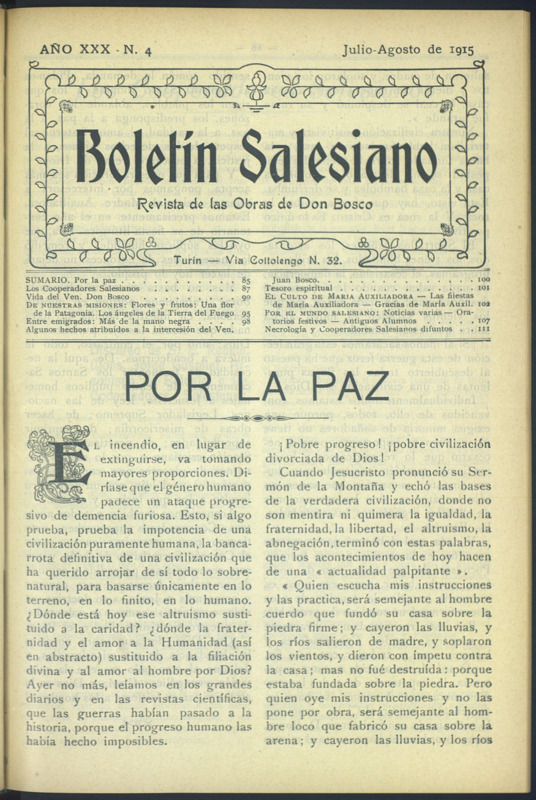 AÑO XXX - N. 4
Julio-Agosto de 1915
Boletín Salesiano
Revista de las Obras de Don Bosco
Turín — Via Cottolengo N. 32.
SUMARIO. Por la paz . . . . . . . . 85
Los Cooperadores Salesianos . . . . . . . 87
Vida del Ven. Don Bosco . . . . . . . 90
DE NUESTRAS MISIONES: Flores y frutos: Una flor
de la Patagonia. Los ángeles de la Tierra del Fuego 95
Entre emigrados: Más de la mano negra . . . . 98
Algunos hechos atribuidos a la intercesión del Ven.
Juan Bosco. . . . . . . . . . 100
Tesoro espiritual . . . . . . . . . 101
EL CULTO DE MARIA AUXILIADORA — Las fiestas
de Maria Auxiliadora — Gracias de María Auxil. 102
POR EL MUNDO SALESIANO: Noticias varias — Ora-
torios festivos — Antiguos Alumnos . . . . 107
Necrología y Cooperadores Salesianos difuntos . . 111
POR LA PAZ
EL incendio, en lugar de
extinguirse, va tomando
mayores proporciones. Di-
ríase que el género humano
padece un ataque progre-
sivo de demencia furiosa. Esto, si algo
prueba, prueba la impotencia de una
civilización puramente humana, la banca-
rrota definitiva de una civilización que
ha querido arrojar de sí todo lo sobre-
natural, para basarse únicamente en lo
terreno, en lo finito, en lo humano.
¿Dónde está hoy ese altruismo susti-
tuido a la caridad? ¿dónde la frater-
nidad y el amor a la Humanidad (así
en abstracto) sustituido a la filiación
divina y al amor al hombre por Dios?
Ayer no más, leíamos en los grandes
diarios y en las revistas científicas,
que las guerras habían pasado a la
historia, porque el progreso humano las
había hecho imposibles.
¡Pobre progreso! ¡pobre civilización
divorciada de Dios!
Cuando Jesucristo pronunció su Ser-
món de la Montaña y echó las bases
de la verdadera civilización, donde no
son mentira ni quimera la igualdad, la
fraternidad, la libertad, el altruismo, la
abnegación, terminó con estas palabras,
que los acontecimientos de hoy hacen
de una « actualidad palpitante ».
« Quien escucha mis instrucciones
y las practica, será semejante al hombre
cuerdo que fundó su casa sobre la
piedra firme; y cayeron las lluvias, y
los ríos salieron de madre, y soplaron
los vientos, y dieron con ímpetu contra
la casa; mas no fué destruída: porque
estaba fundada sobre la piedra. Pero
quien oye mis instrucciones y no las
pone por obra, será semejante al hom-
bre loco que fabricó su casa sobre la
arena; y cayeron las lluvias, y los ríos